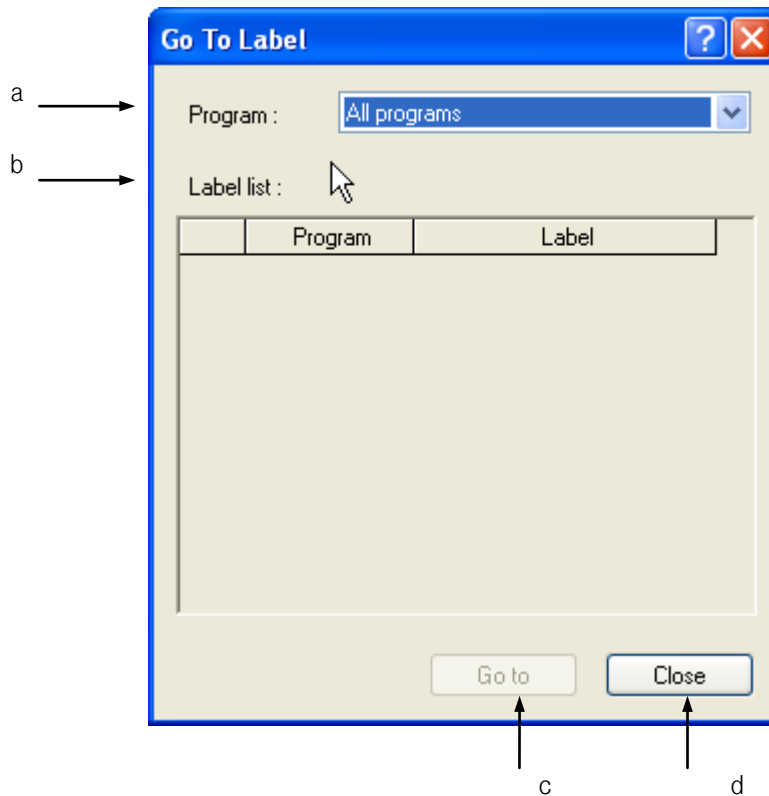 Go To Label
a
Program : All programs
b
Label list :
Program Label
Go to Close
c d